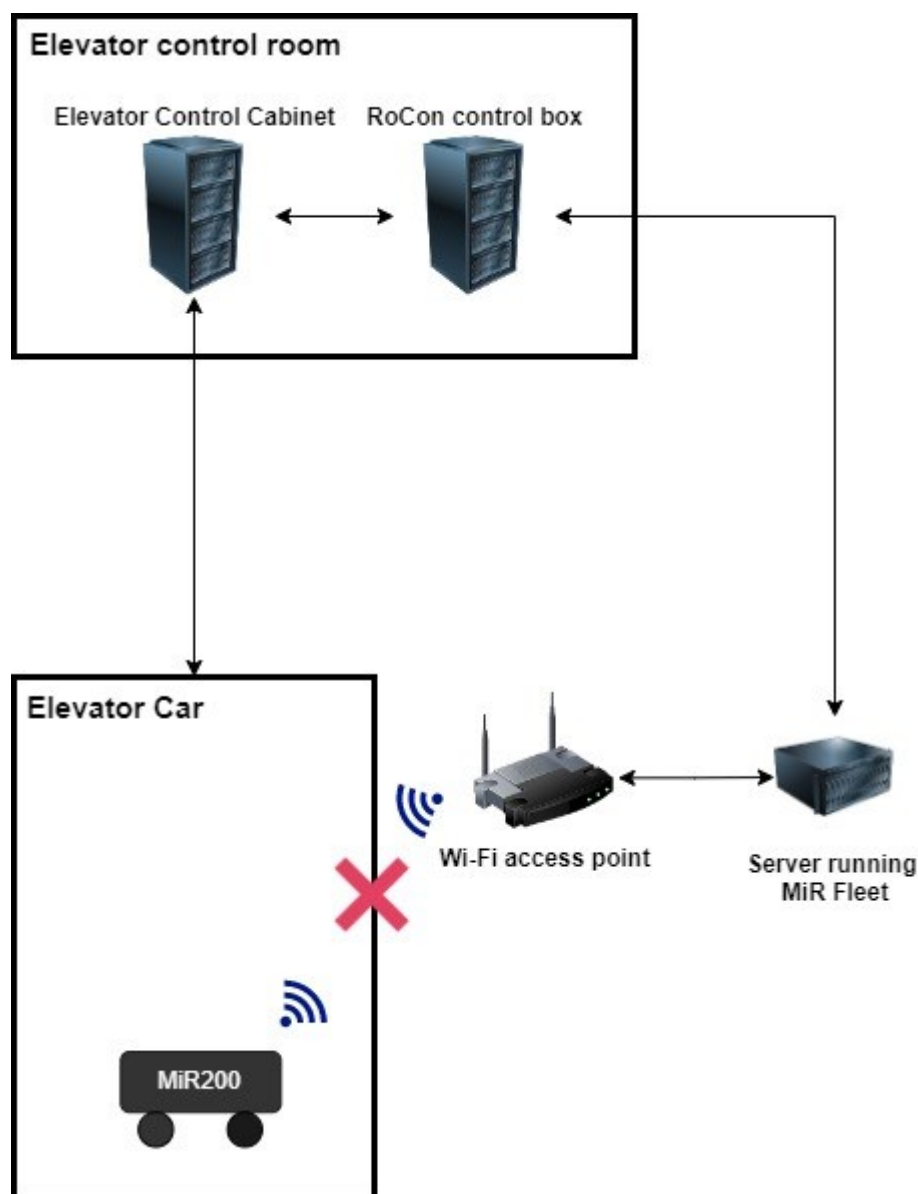 Elevator control room
Elevator Control Cabinet
RoCon control box
Elevator Car
Wi-Fi access point
Server running
MiR Fleet
MiR200